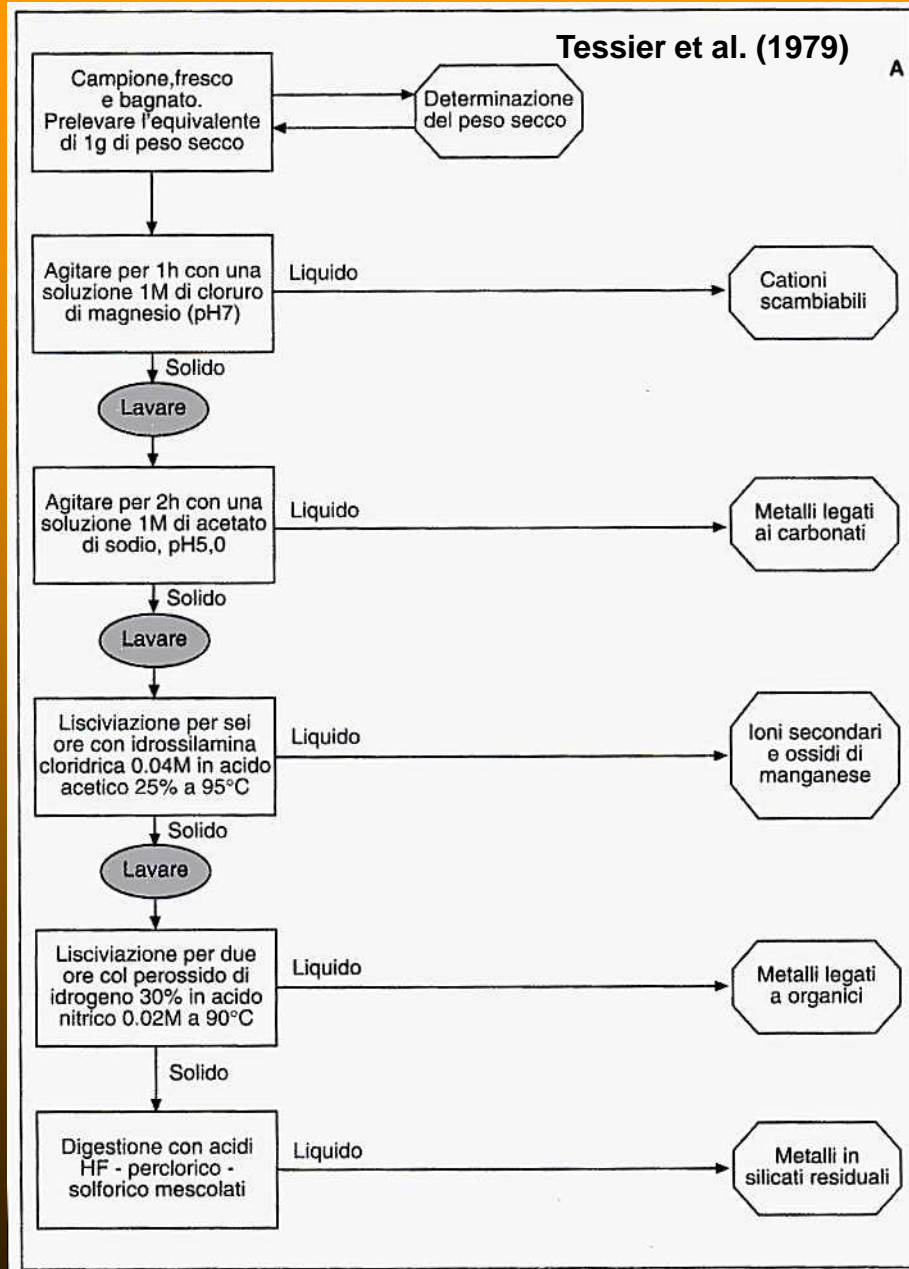 Tessier et al. (1979)
A
Campione,fresco
e bagnato.
Prelevare l'equivalente
di 1g di peso secco
Determinazione
del peso secco
Agitare per 1h con una
soluzione 1M di cloruro
di magnesio (pH7)
Liquido
Cationi
scambiabili
Solido
Lavare
Agitare per 2h con una
soluzione 1M di acetato
di sodio, pH5,0
Liquido
Metalli legati
ai carbonati
Solido
Lavare
Lisciviazione per sei
ore con idrossilamina
cloridrica 0.04M in acido
acetico 25% a 95°C
Liquido
Ioni secondari
e ossidi di
manganese
Solido
Lavare
Lisciviazione per due
ore col perossido di
idrogeno 30% in acido
nitrico 0.02M a 90°C
Liquido
Metalli legati
a organici
Solido
Digestione con acidi
HF - perclorico -
solforico mescolati
Liquido
Metalli in
silicati residuali